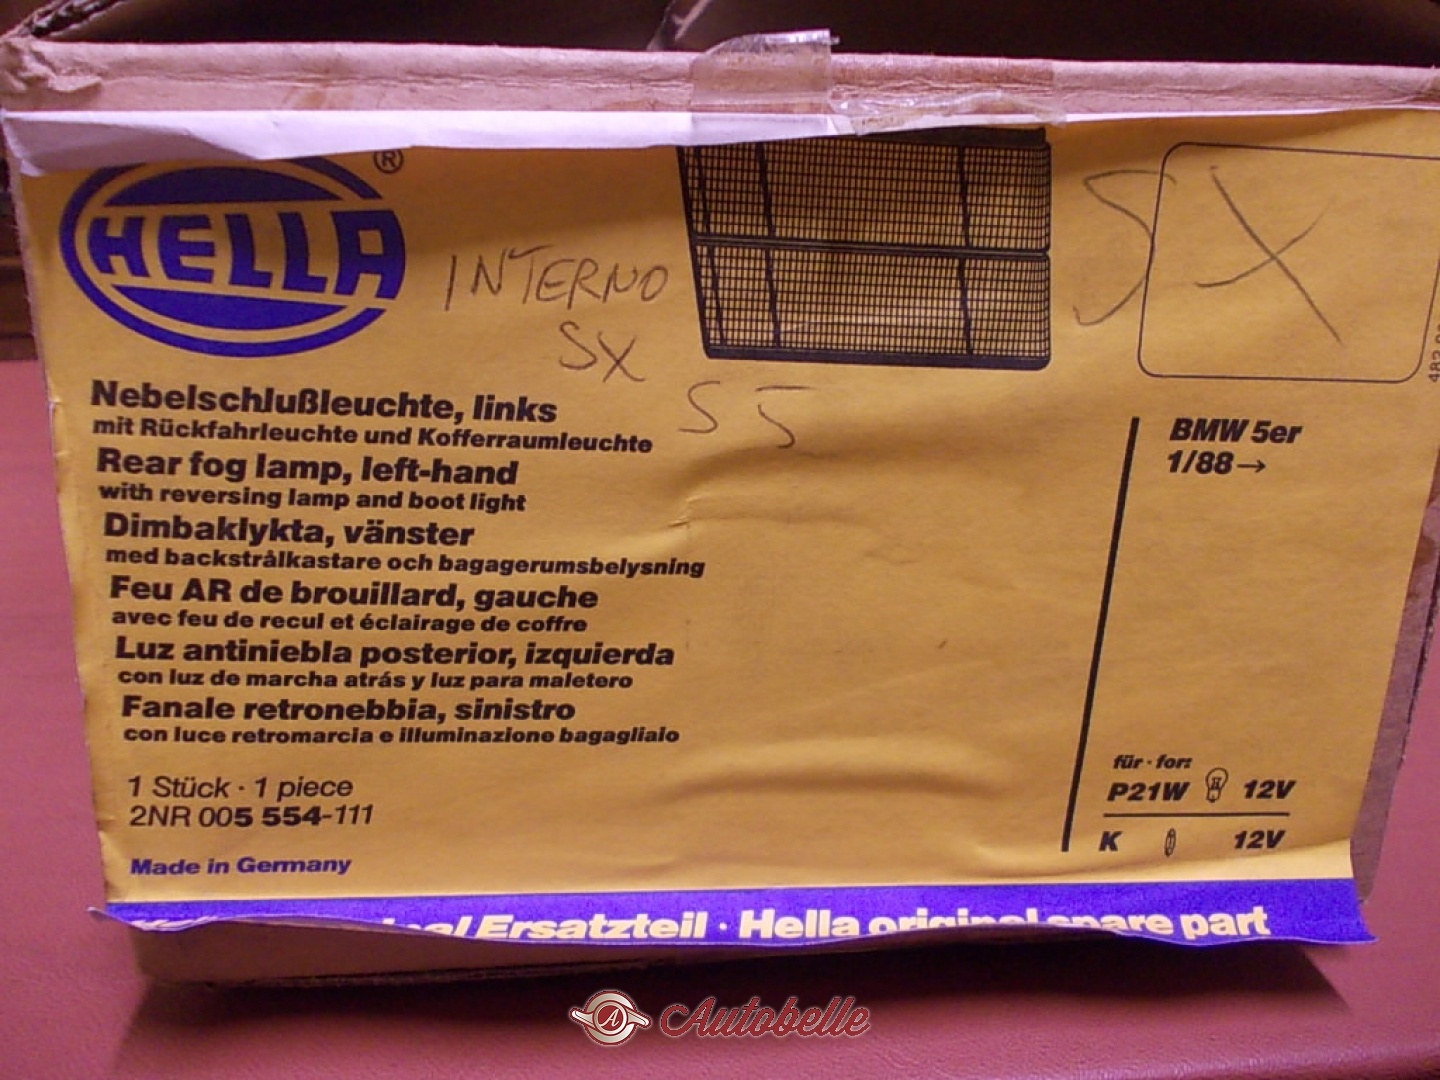 HELLA ®
INTERNO
SX
SX
S5
Nebelschlußleuchte, links
mit Rückfahrleuchte und Kofferraumleuchte
Rear fog lamp, left-hand
with reversing lamp and boot light
Dimbaklykta, vänster
med backstrålkastare och bagagerumsbelysning
Feu AR de brouillard, gauche
avec feu de recul et éclairage de coffre
Luz antiniebla posterior, izquierda
con luz de marcha atrás y luz para maletero
Fanale retronebbia, sinistro
con luce retromarcia e illuminazione bagagliaio
1 Stück · 1 piece
2NR 005 554-111
Made in Germany
BMW 5er
1/88→
für · for:
P21W 12V
K 12V
Ersatzteil · Hella original spare part
A Autobelle